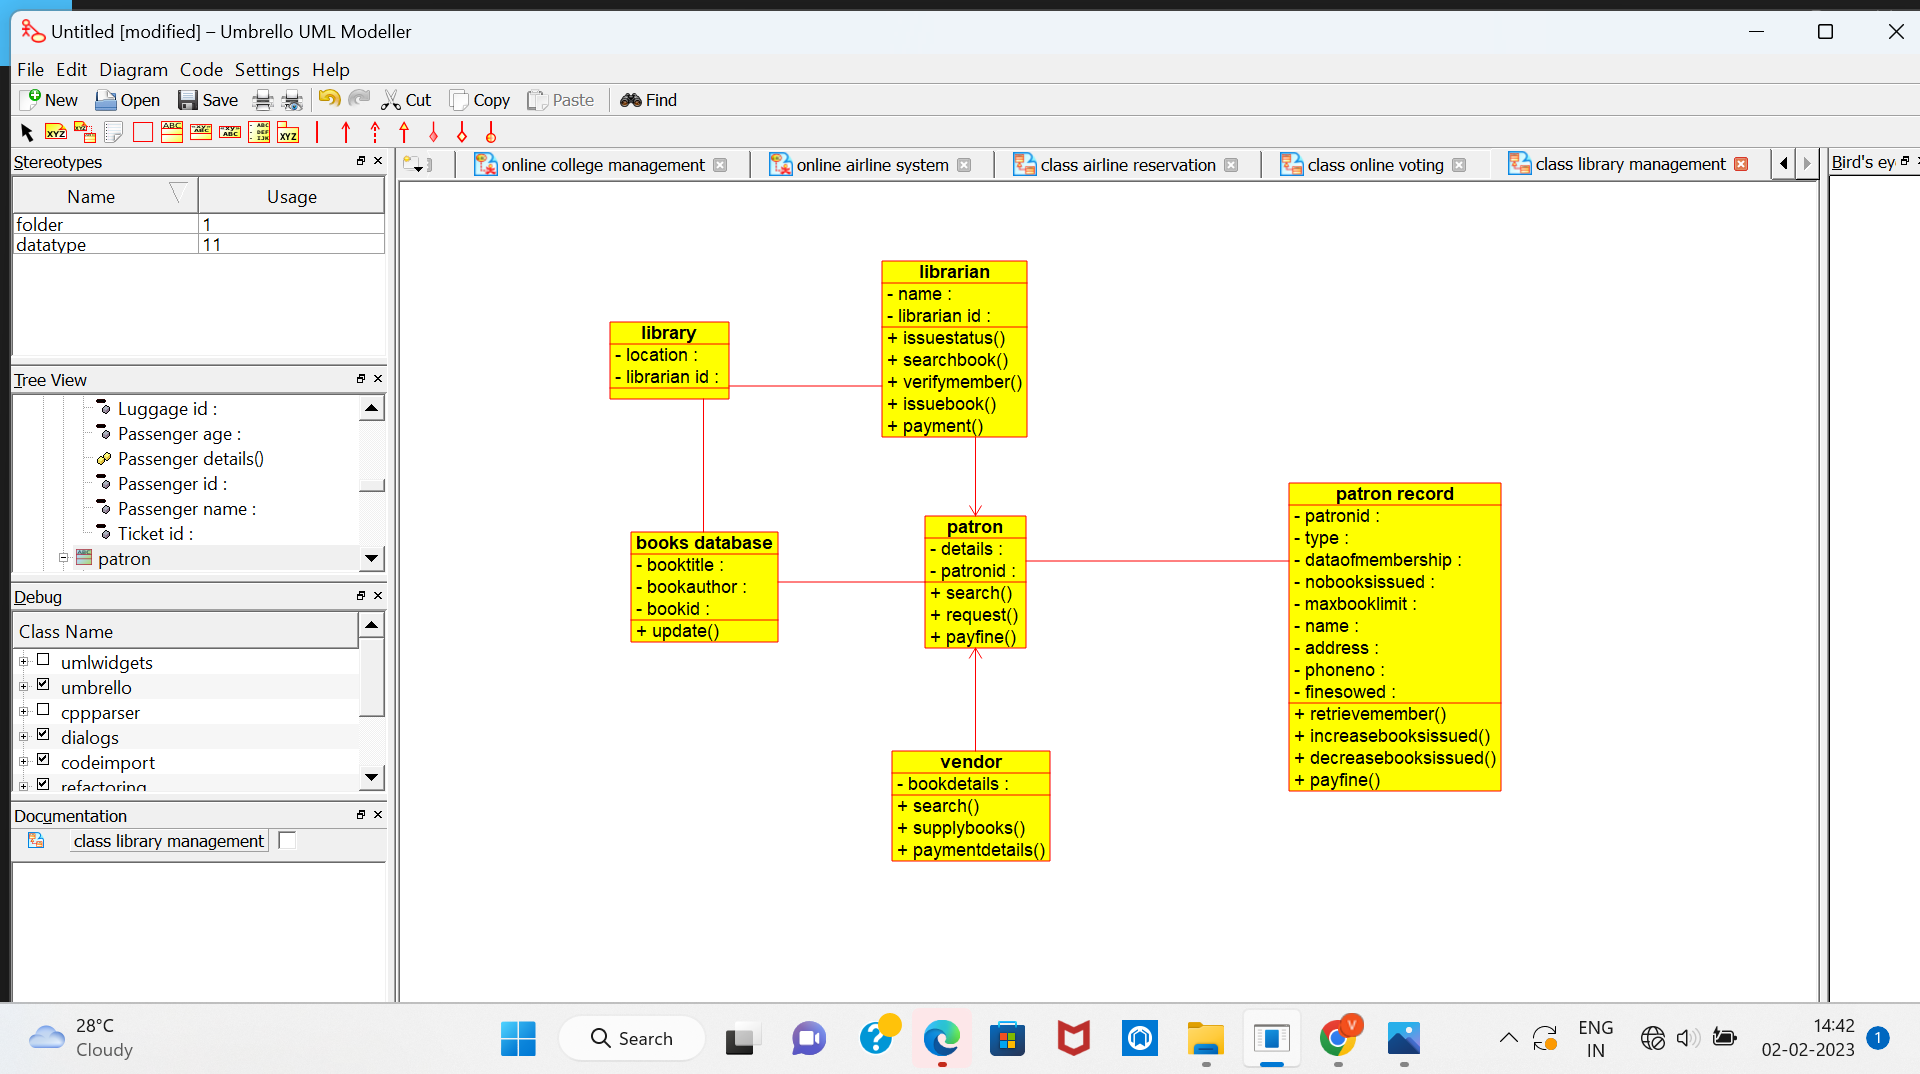 Untitled [modified] – Umbrello UML Modeller
File Edit Diagram Code Settings Help
New Open Save Cut Copy Paste Find
Stereotypes
Name Usage
folder 1
datatype 11
Tree View
Luggage id :
Passenger age :
Passenger details()
Passenger id :
Passenger name :
Ticket id :
patron
Debug
Class Name
umlwidgets
umbrello
cppparser
dialogs
codeimport
refactoring
Documentation
class library management
online college management
online airline system
class airline reservation
class online voting
class library management
Bird's ey
library
- location :
- librarian id :
librarian
- name :
- librarian id :
+ issuestatus()
+ searchbook()
+ verifymember()
+ issuebook()
+ payment()
books database
- booktitle :
- bookauthor :
- bookid :
+ update()
patron
- details :
- patronid :
+ search()
+ request()
+ payfine()
patron record
- patronid :
- type :
- dataofmembership :
- nobooksissued :
- maxbooklimit :
- name :
- address :
- phoneno :
- finesowed :
+ retrievemember()
+ increasebooksissued()
+ decreasebooksissued()
+ payfine()
vendor
- bookdetails :
+ search()
+ supplybooks()
+ paymentdetails()
28°C
Cloudy
Search
V
ENG
IN
14:42
02-02-2023
1